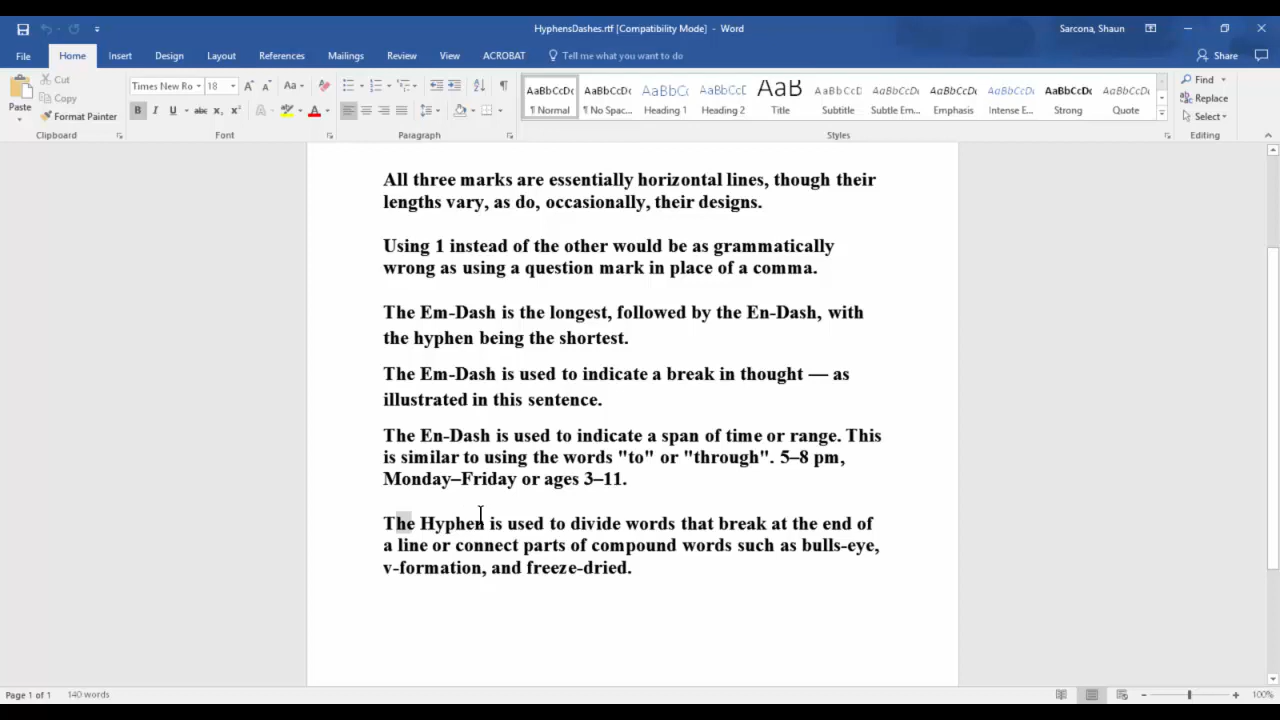 HyphensDashes.rtf [Compatibility Mode] - Word
Sarcona, Shaun
File Home Insert Design Layout References Mailings Review View ACROBAT Tell me what you want to do
Share
Paste
Cut
Copy
Format Painter
Clipboard
Times New Ro 18
Aa
B I U abc x₂ x²
Font
Paragraph
AaBbCcDc AaBbCcDc AaBbCc AaBbCcE AaB AaBbCcD AaBbCcDc AaBbCcDc AaBbCcDc AaBbCcDc AaBbCcDc
¶ Normal ¶ No Spac... Heading 1 Heading 2 Title Subtitle Subtle Em... Emphasis Intense E... Strong Quote
Styles
Find
Replace
Select
Editing
All three marks are essentially horizontal lines, though their
lengths vary, as do, occasionally, their designs.
Using 1 instead of the other would be as grammatically
wrong as using a question mark in place of a comma.
The Em-Dash is the longest, followed by the En-Dash, with
the hyphen being the shortest.
The Em-Dash is used to indicate a break in thought — as
illustrated in this sentence.
The En-Dash is used to indicate a span of time or range. This
is similar to using the words "to" or "through". 5–8 pm,
Monday–Friday or ages 3–11.
The Hyphen is used to divide words that break at the end of
a line or connect parts of compound words such as bulls-eye,
v-formation, and freeze-dried.
Page 1 of 1 140 words
100%